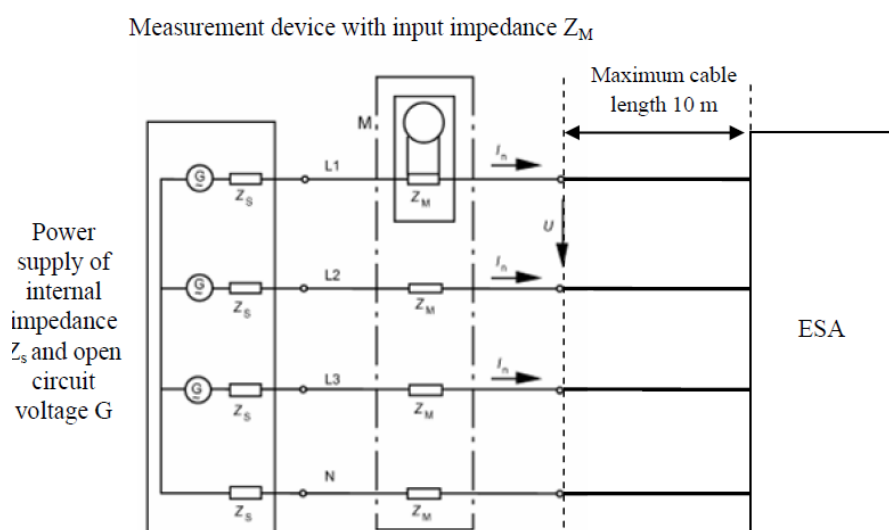 Measurement device with input impedance Z_M
Maximum cable
length 10 m
M
G
Z_S
L1
Z_M
I_n
U
Power
supply of
internal
impedance
Z_s and open
circuit
voltage G
G
Z_S
L2
Z_M
I_n
ESA
G
Z_S
L3
Z_M
I_n
Z_S
N
Z_M